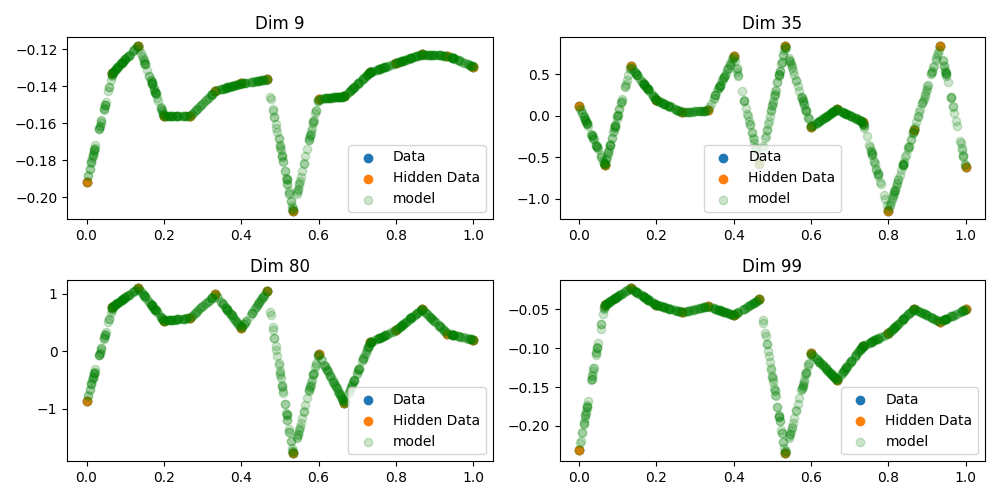 Dim 9
−0.12
−0.14
−0.16
−0.18
−0.20
0.0 0.2 0.4 0.6 0.8 1.0
Data
Hidden Data
model
Dim 35
0.5
0.0
−0.5
−1.0
0.0 0.2 0.4 0.6 0.8 1.0
Data
Hidden Data
model
Dim 80
1
0
−1
0.0 0.2 0.4 0.6 0.8 1.0
Data
Hidden Data
model
Dim 99
−0.05
−0.10
−0.15
−0.20
0.0 0.2 0.4 0.6 0.8 1.0
Data
Hidden Data
model